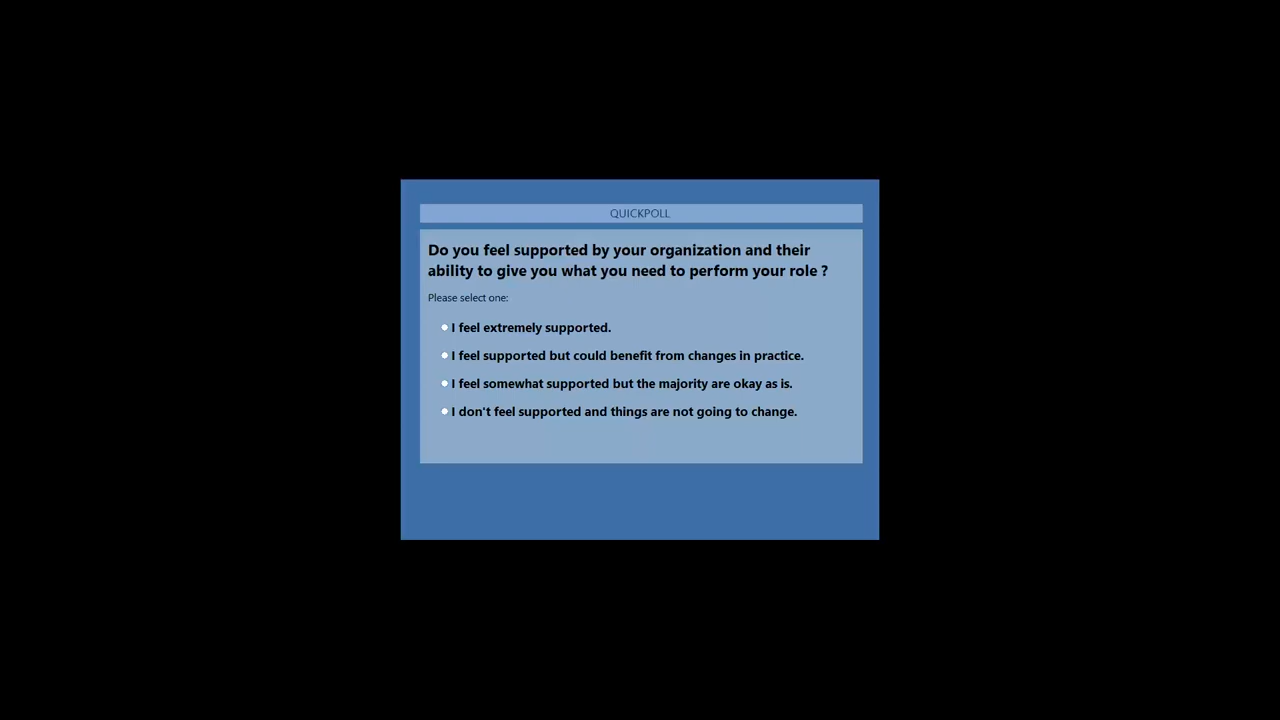 QUICKPOLL
Do you feel supported by your organization and their
ability to give you what you need to perform your role ?
Please select one:
I feel extremely supported.
I feel supported but could benefit from changes in practice.
I feel somewhat supported but the majority are okay as is.
I don't feel supported and things are not going to change.